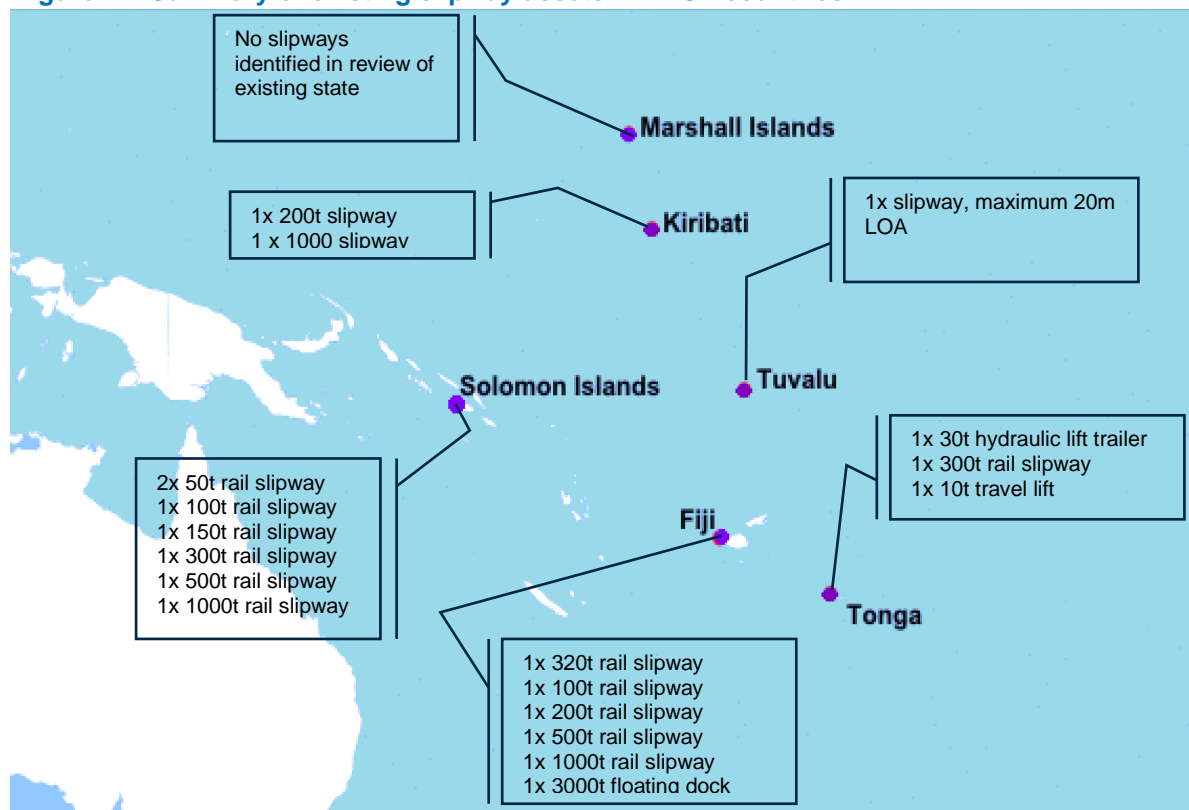 No slipways
identified in review of
existing state
Marshall Islands
1x 200t slipway
1 x 1000 slipway
Kiribati
1x slipway, maximum 20m
LOA
Tuvalu
Solomon Islands
1x 30t hydraulic lift trailer
1x 300t rail slipway
1x 10t travel lift
2x 50t rail slipway
1x 100t rail slipway
1x 150t rail slipway
1x 300t rail slipway
1x 500t rail slipway
1x 1000t rail slipway
Fiji
Tonga
1x 320t rail slipway
1x 100t rail slipway
1x 200t rail slipway
1x 500t rail slipway
1x 1000t rail slipway
1x 3000t floating dock